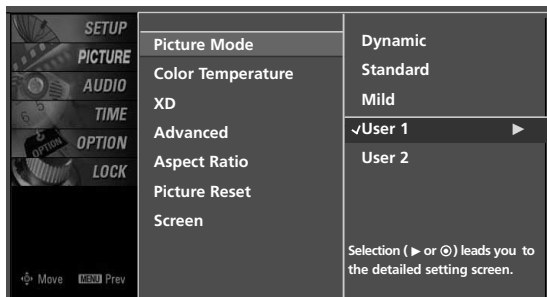 SETUP
PICTURE
AUDIO
TIME
OPTION
LOCK
Move MENU Prev
Picture Mode
Color Temperature
XD
Advanced
Aspect Ratio
Picture Reset
Screen
Dynamic
Standard
Mild
✓User 1 ▶
User 2
Selection ( ▶ or ◉ ) leads you to
the detailed setting screen.